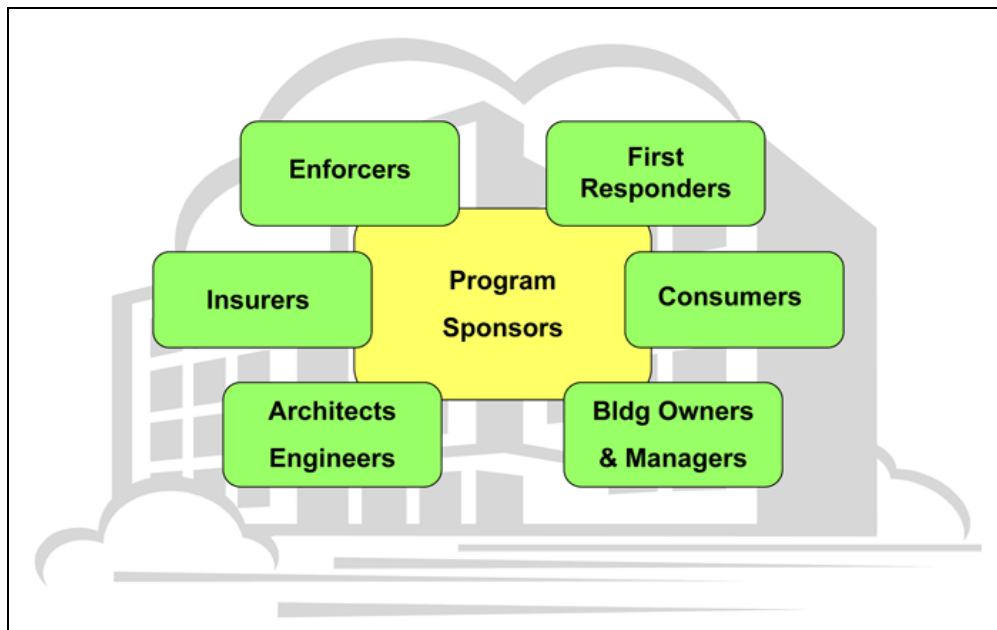 Enforcers
First
Responders
Program
Sponsors
Insurers
Consumers
Architects
Engineers
Bldg Owners
& Managers